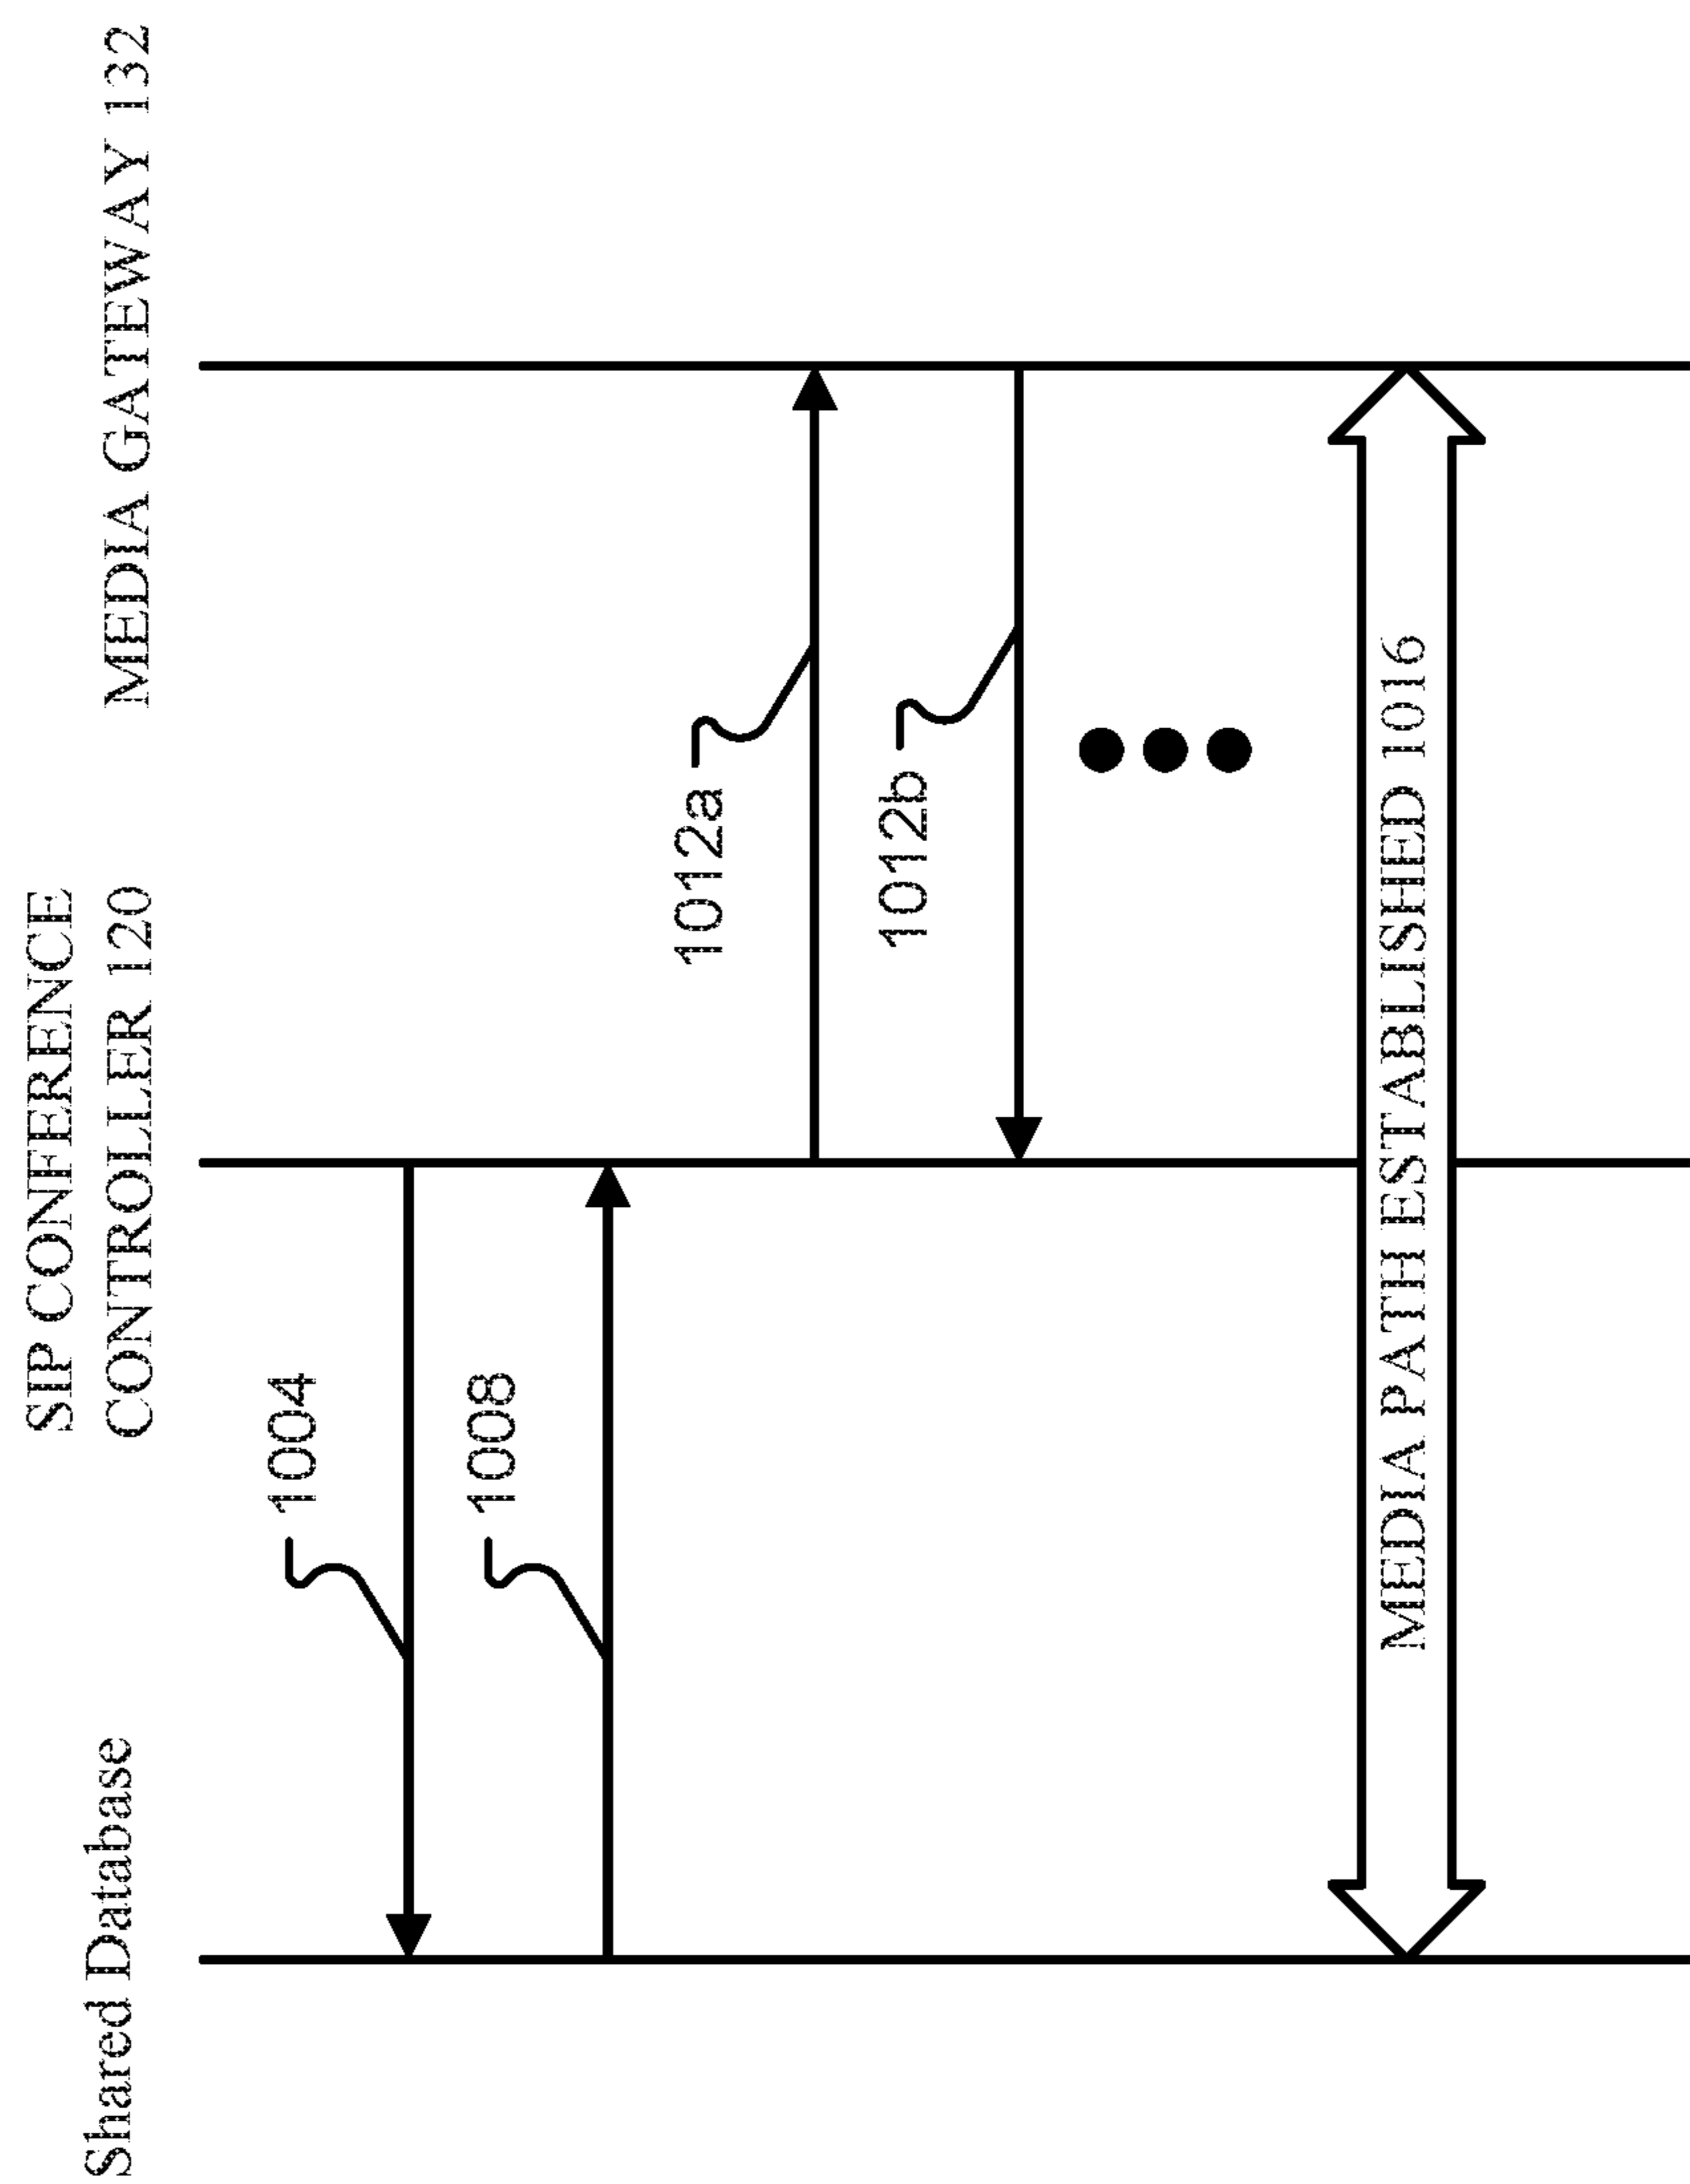 Shared Database
SIP CONFERENCE
CONTROLLER 120
MEDIA GATEWAY 132
1004
1008
1012a
1012b
MEDIA PATH ESTABLISHED 1016